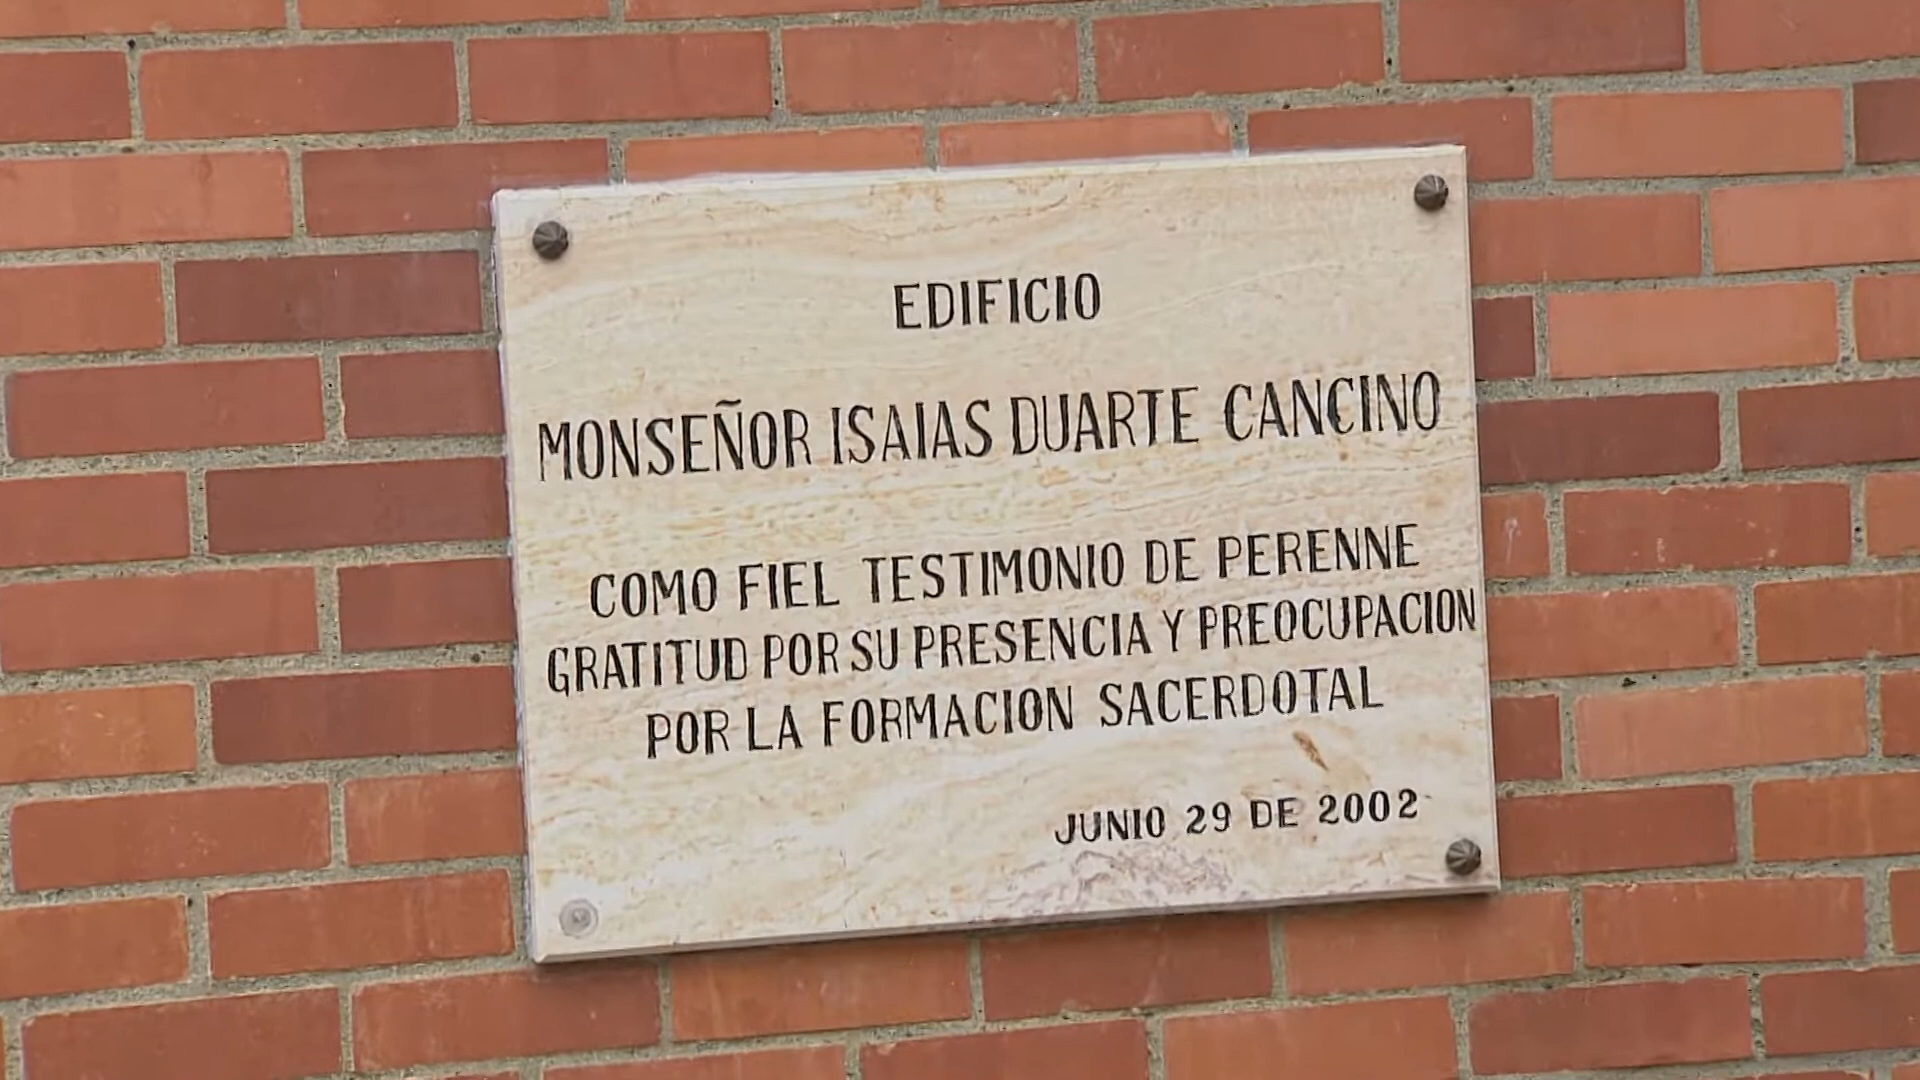 EDIFICIO
MONSEÑOR ISAIAS DUARTE CANCINO
COMO FIEL TESTIMONIO DE PERENNE
GRATITUD POR SU PRESENCIA Y PREOCUPACION
POR LA FORMACION SACERDOTAL
JUNIO 29 DE 2002